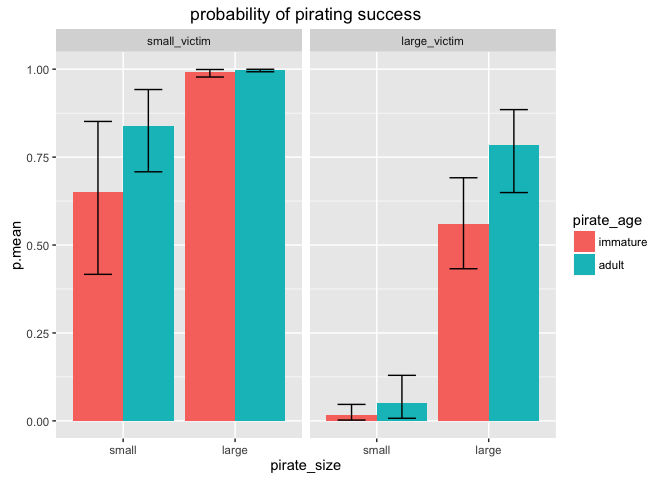 probability of pirating success
small_victim
large_victim
1.00
0.75
0.50
0.25
0.00
p.mean
small
large
small
large
pirate_size
pirate_age
immature
adult